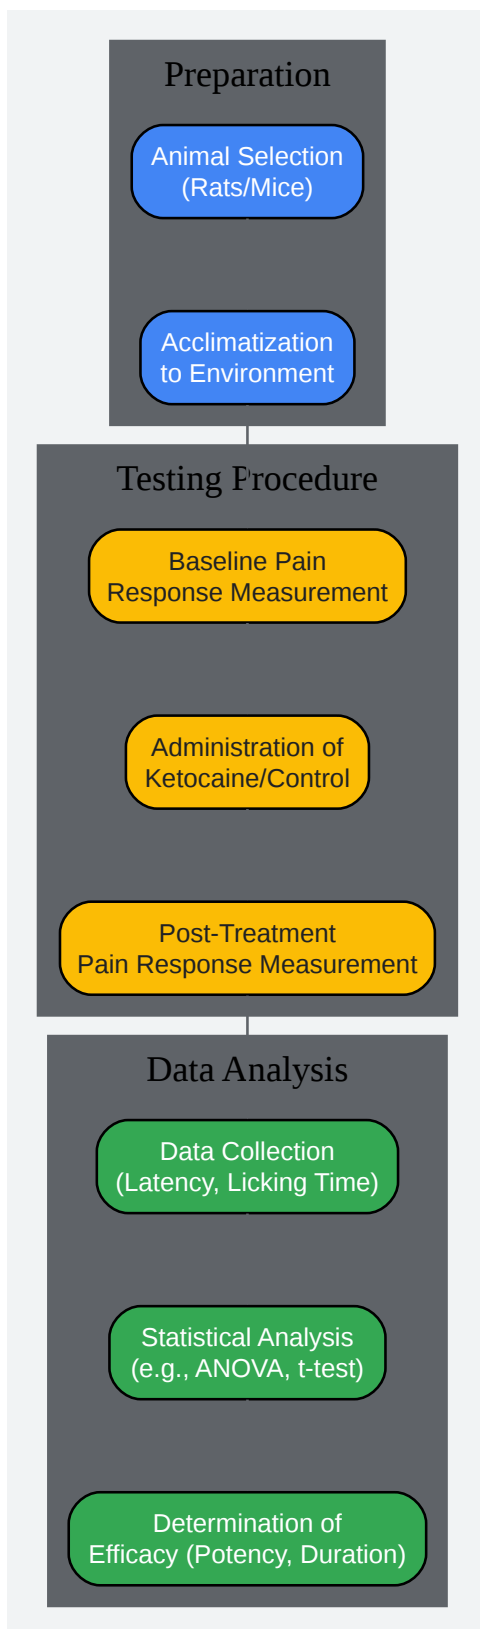 Preparation
Animal Selection
(Rats/Mice)
Acclimatization
to Environment
Testing Procedure
Baseline Pain
Response Measurement
Administration of
Ketocaine/Control
Post-Treatment
Pain Response Measurement
Data Analysis
Data Collection
(Latency, Licking Time)
Statistical Analysis
(e.g., ANOVA, t-test)
Determination of
Efficacy (Potency, Duration)